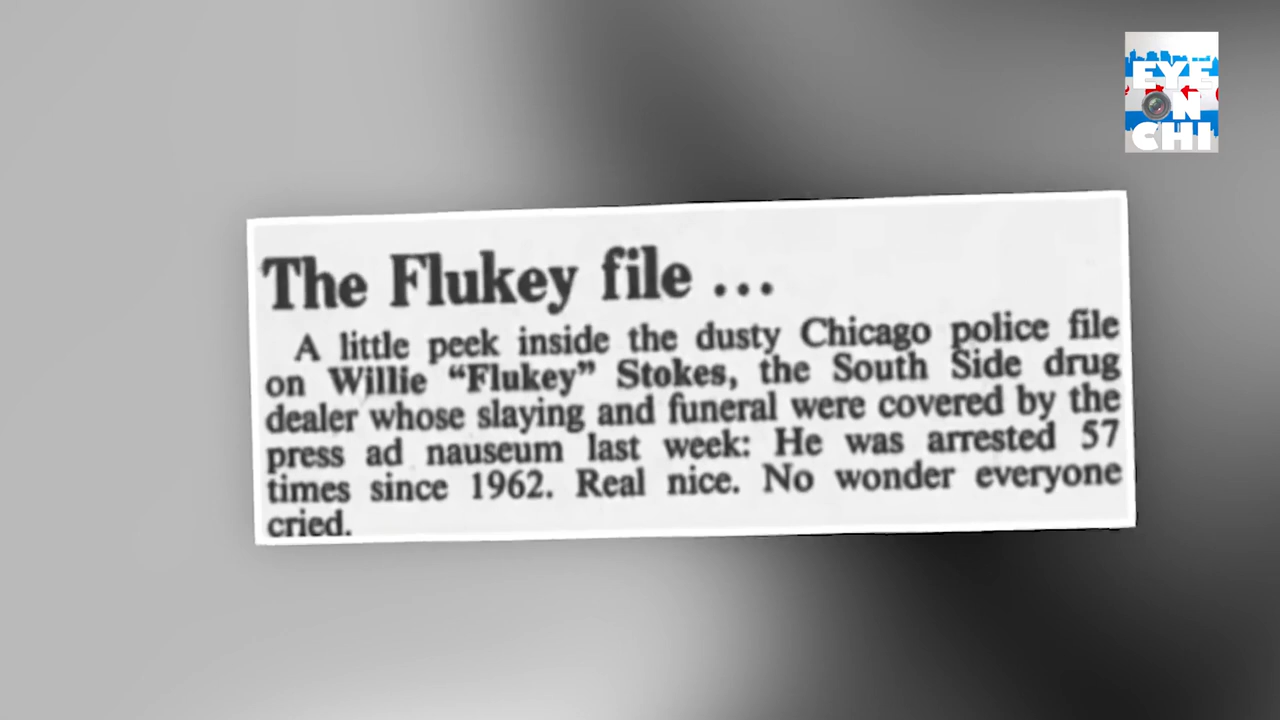 EYE
ON
CHI
The Flukey file ...
A little peek inside the dusty Chicago police file
on Willie “Flukey” Stokes, the South Side drug
dealer whose slaying and funeral were covered by the
press ad nauseum last week: He was arrested 57
times since 1962. Real nice. No wonder everyone
cried.